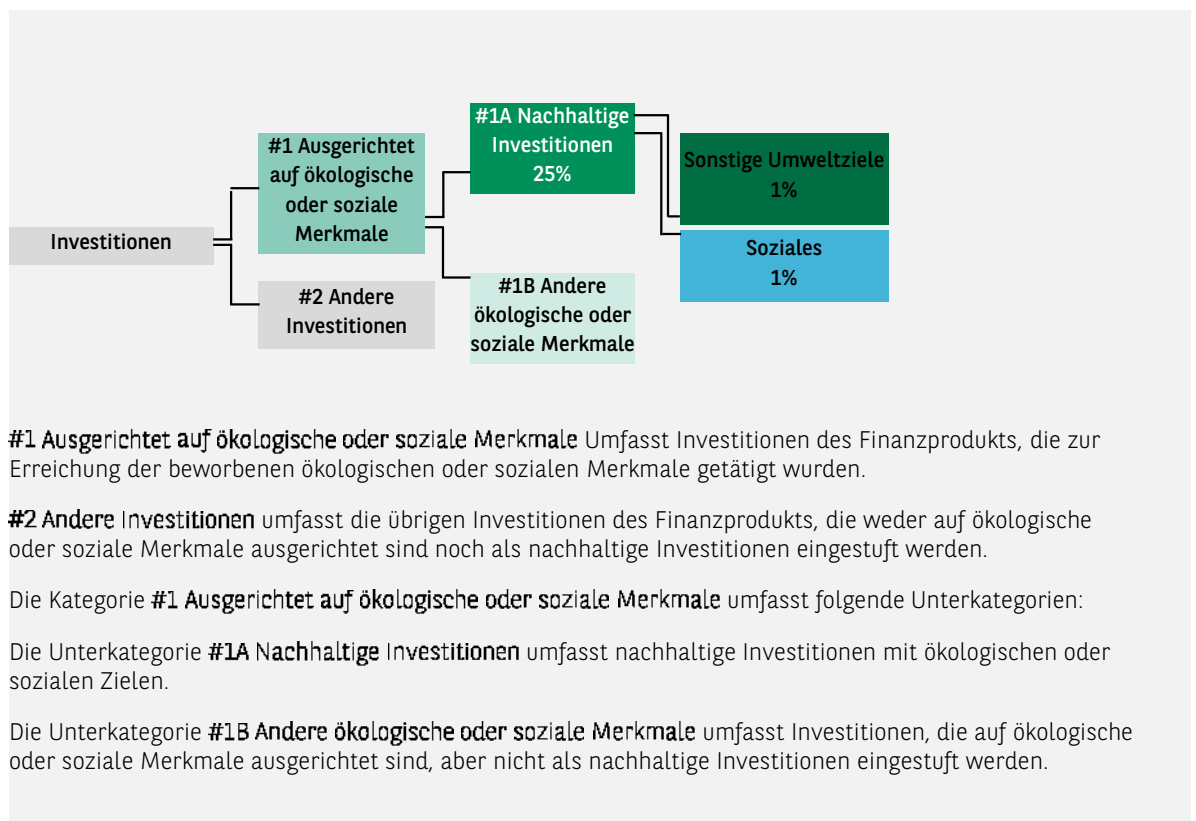 #1A Nachhaltige
Investitionen
25%
#1 Ausgerichtet
auf ökologische
oder soziale
Merkmale
Sonstige Umweltziele
1%
Investitionen
Soziales
1%
#2 Andere
Investitionen
#1B Andere
ökologische oder
soziale Merkmale
#1 Ausgerichtet auf ökologische oder soziale Merkmale Umfasst Investitionen des Finanzprodukts, die zur
Erreichung der beworbenen ökologischen oder sozialen Merkmale getätigt wurden.
#2 Andere Investitionen umfasst die übrigen Investitionen des Finanzprodukts, die weder auf ökologische
oder soziale Merkmale ausgerichtet sind noch als nachhaltige Investitionen eingestuft werden.
Die Kategorie #1 Ausgerichtet auf ökologische oder soziale Merkmale umfasst folgende Unterkategorien:
Die Unterkategorie #1A Nachhaltige Investitionen umfasst nachhaltige Investitionen mit ökologischen oder
sozialen Zielen.
Die Unterkategorie #1B Andere ökologische oder soziale Merkmale umfasst Investitionen, die auf ökologische
oder soziale Merkmale ausgerichtet sind, aber nicht als nachhaltige Investitionen eingestuft werden.